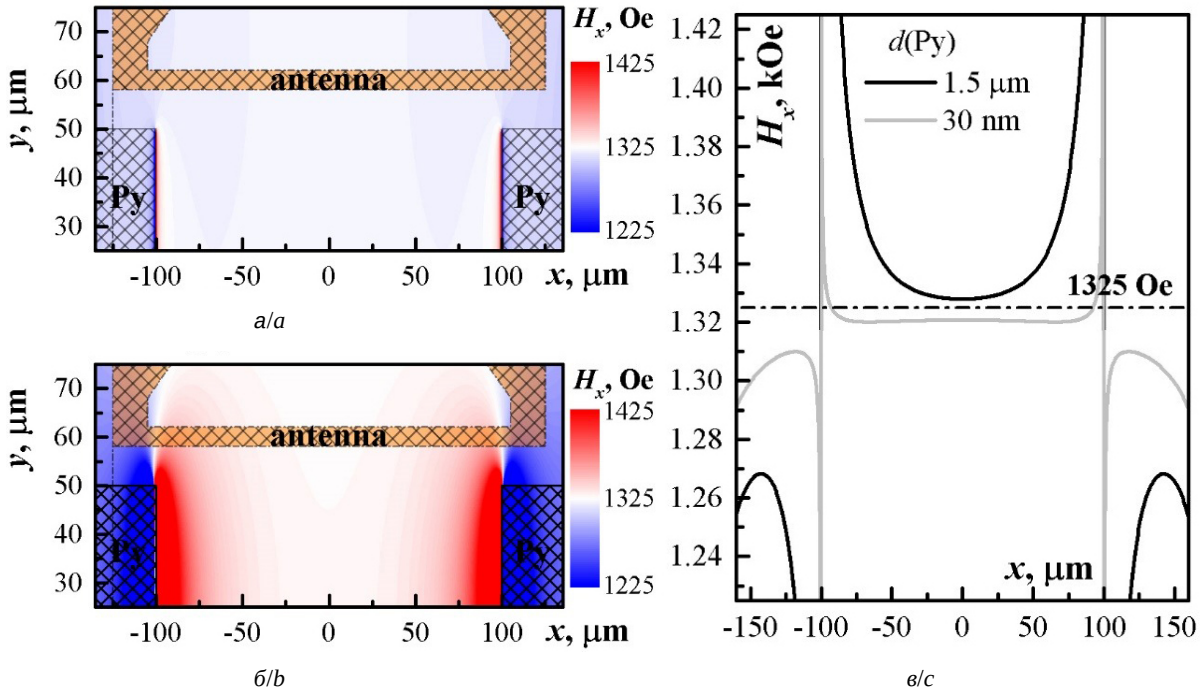 H_x, Oe
70
60
50
40
30
y, μm
antenna
Py
Py
1425
1325
1225
-100
-50
0
50
100
x, μm
а/a
H_x, Oe
70
60
50
40
30
y, μm
antenna
Py
Py
1425
1325
1225
-100
-50
0
50
100
x, μm
б/b
1.42
1.40
1.38
1.36
1.34
1.32
1.30
1.28
1.26
1.24
H_x, kOe
d(Py)
1.5 μm
30 nm
1325 Oe
x, μm
-150
-100
-50
0
50
100
150
в/c